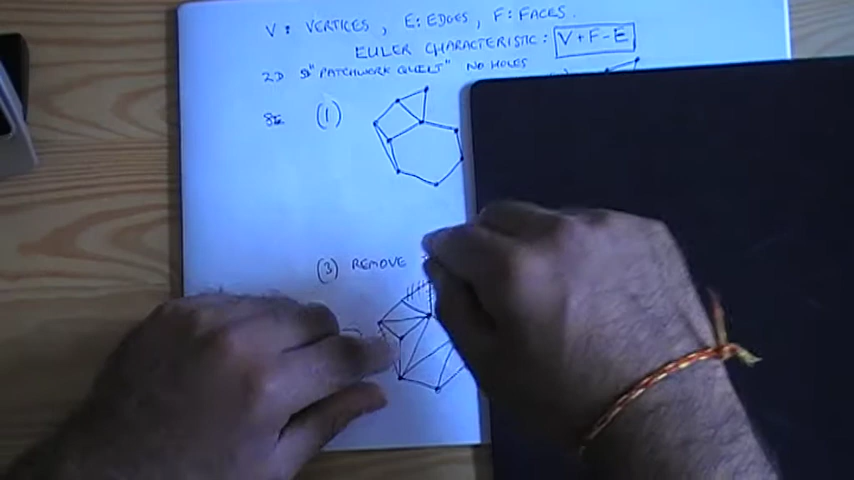 V: VERTICES, E: EDGES, F: FACES.
EULER CHARACTERISTIC: V+F-E
2D "PATCHWORK QUILT" NO HOLES
(1)
(3) REMOVE